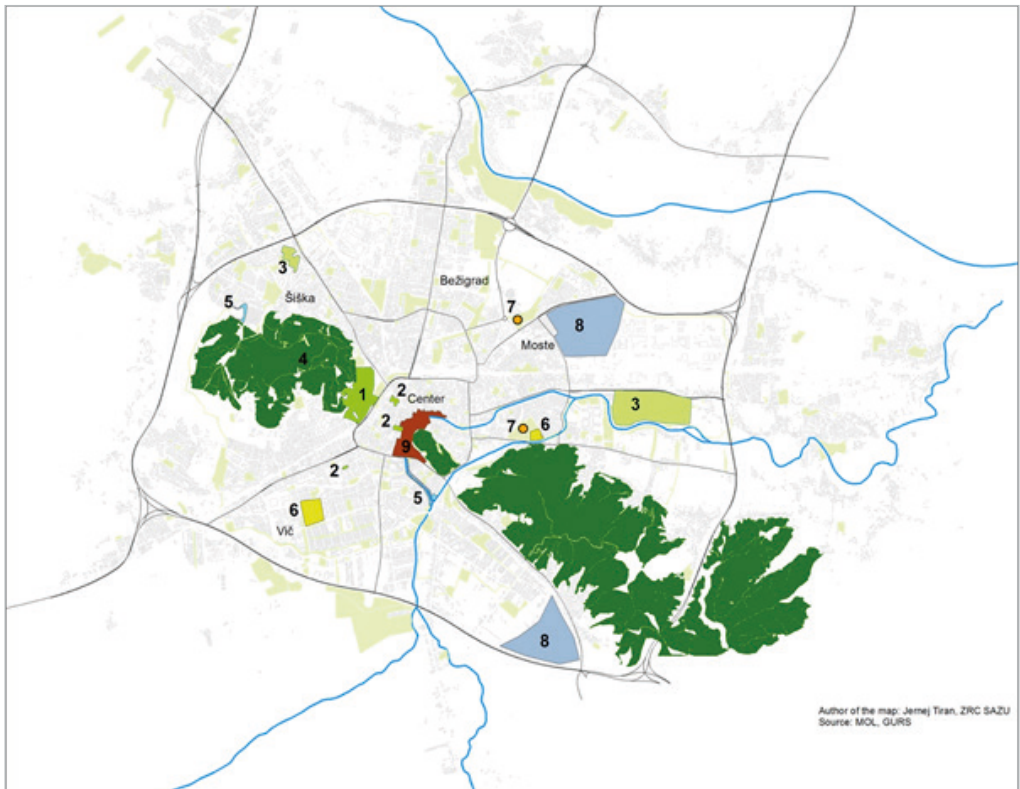 3
5
Šiška
Bežigrad
7
8
Moste
4
1
2
Center
3
2
7
6
9
2
5
6
Vič
8
Author of the map: Jernej Tiran, ZRC SAZU
Source: MOL, GURS